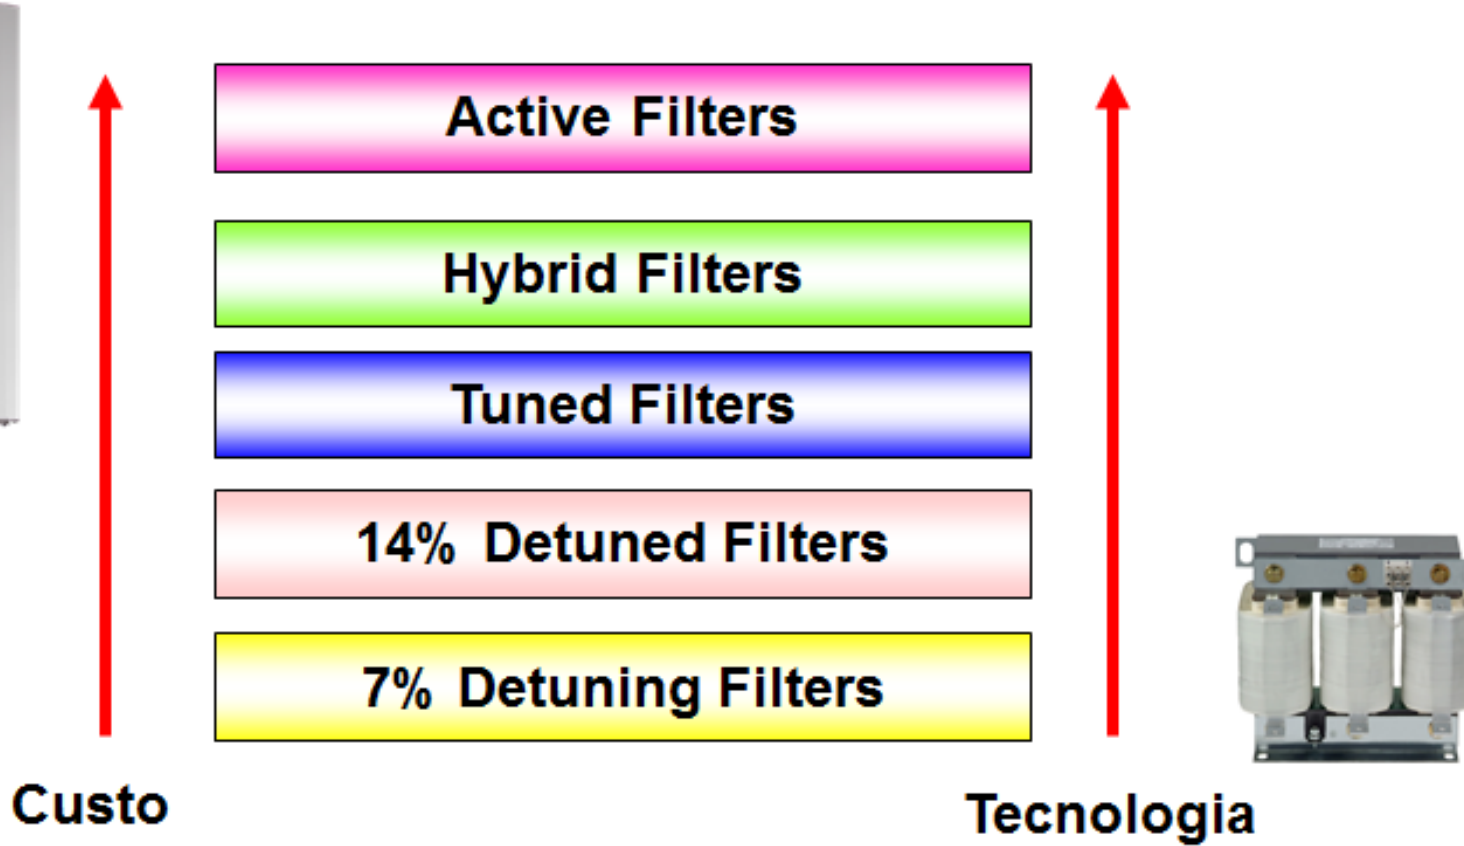 Active Filters
Hybrid Filters
Tuned Filters
14% Detuned Filters
7% Detuning Filters
Custo
Tecnologia